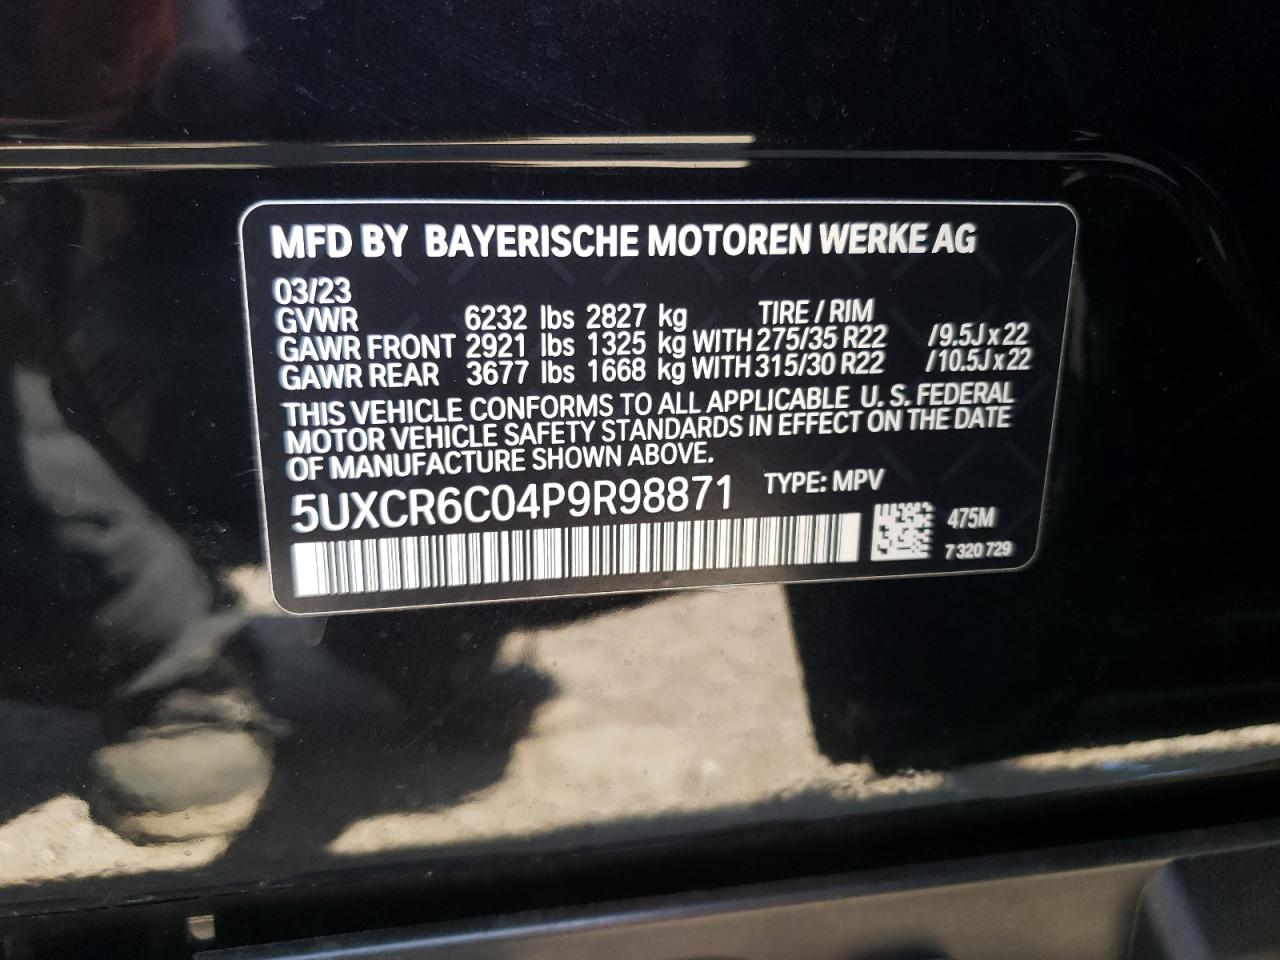 MFD BY BAYERISCHE MOTOREN WERKE AG
03/23
GVWR 6232 lbs 2827 kg TIRE / RIM
GAWR FRONT 2921 lbs 1325 kg WITH 275/35 R22 /9.5J x 22
GAWR REAR 3677 lbs 1668 kg WITH 315/30 R22 /10.5J x 22
THIS VEHICLE CONFORMS TO ALL APPLICABLE U. S. FEDERAL
MOTOR VEHICLE SAFETY STANDARDS IN EFFECT ON THE DATE
OF MANUFACTURE SHOWN ABOVE.
5UXCR6C04P9R98871 TYPE: MPV
475M
7 320 729